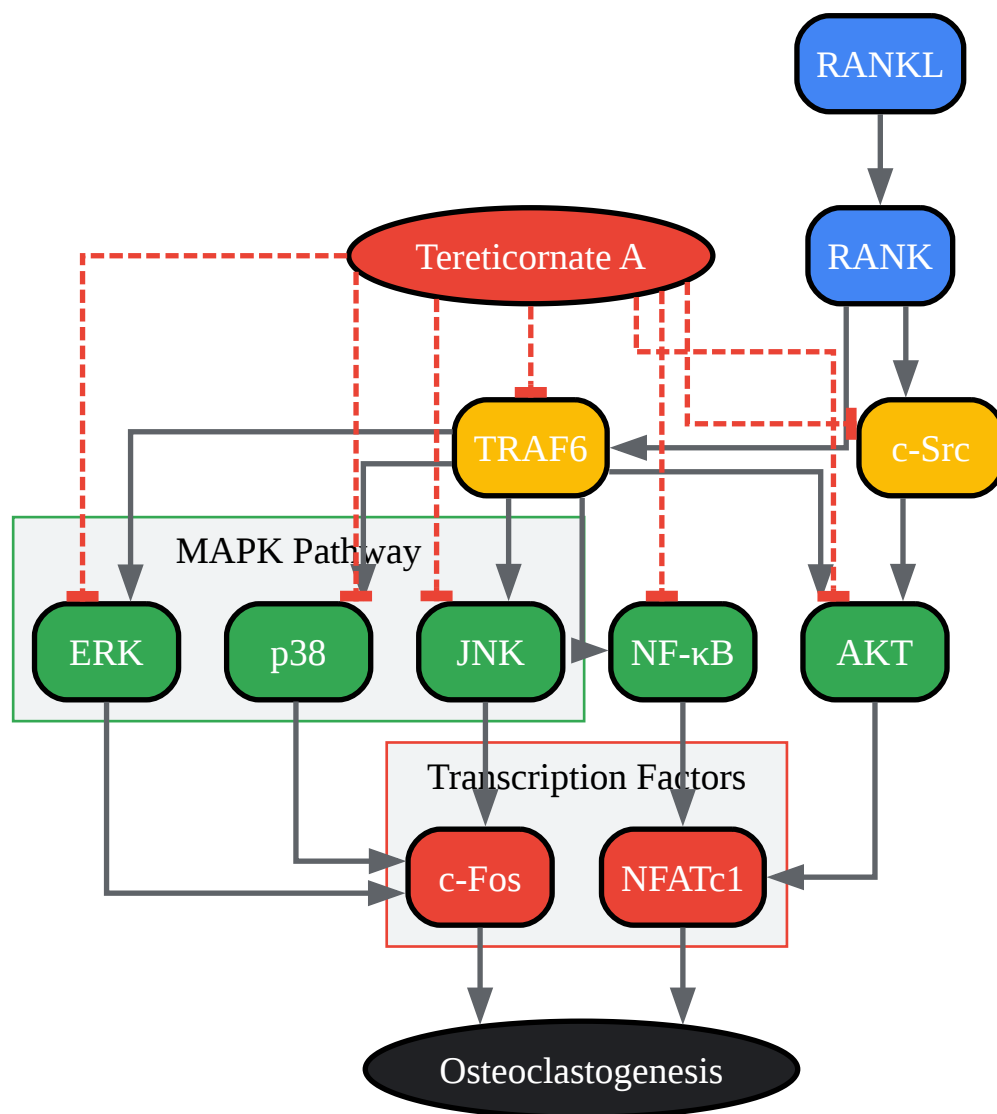 RANKL
RANK
Tereticornate A
TRAF6
c-Src
MAPK Pathway
ERK
p38
JNK
NF-κB
AKT
Transcription Factors
c-Fos
NFATc1
Osteoclastogenesis